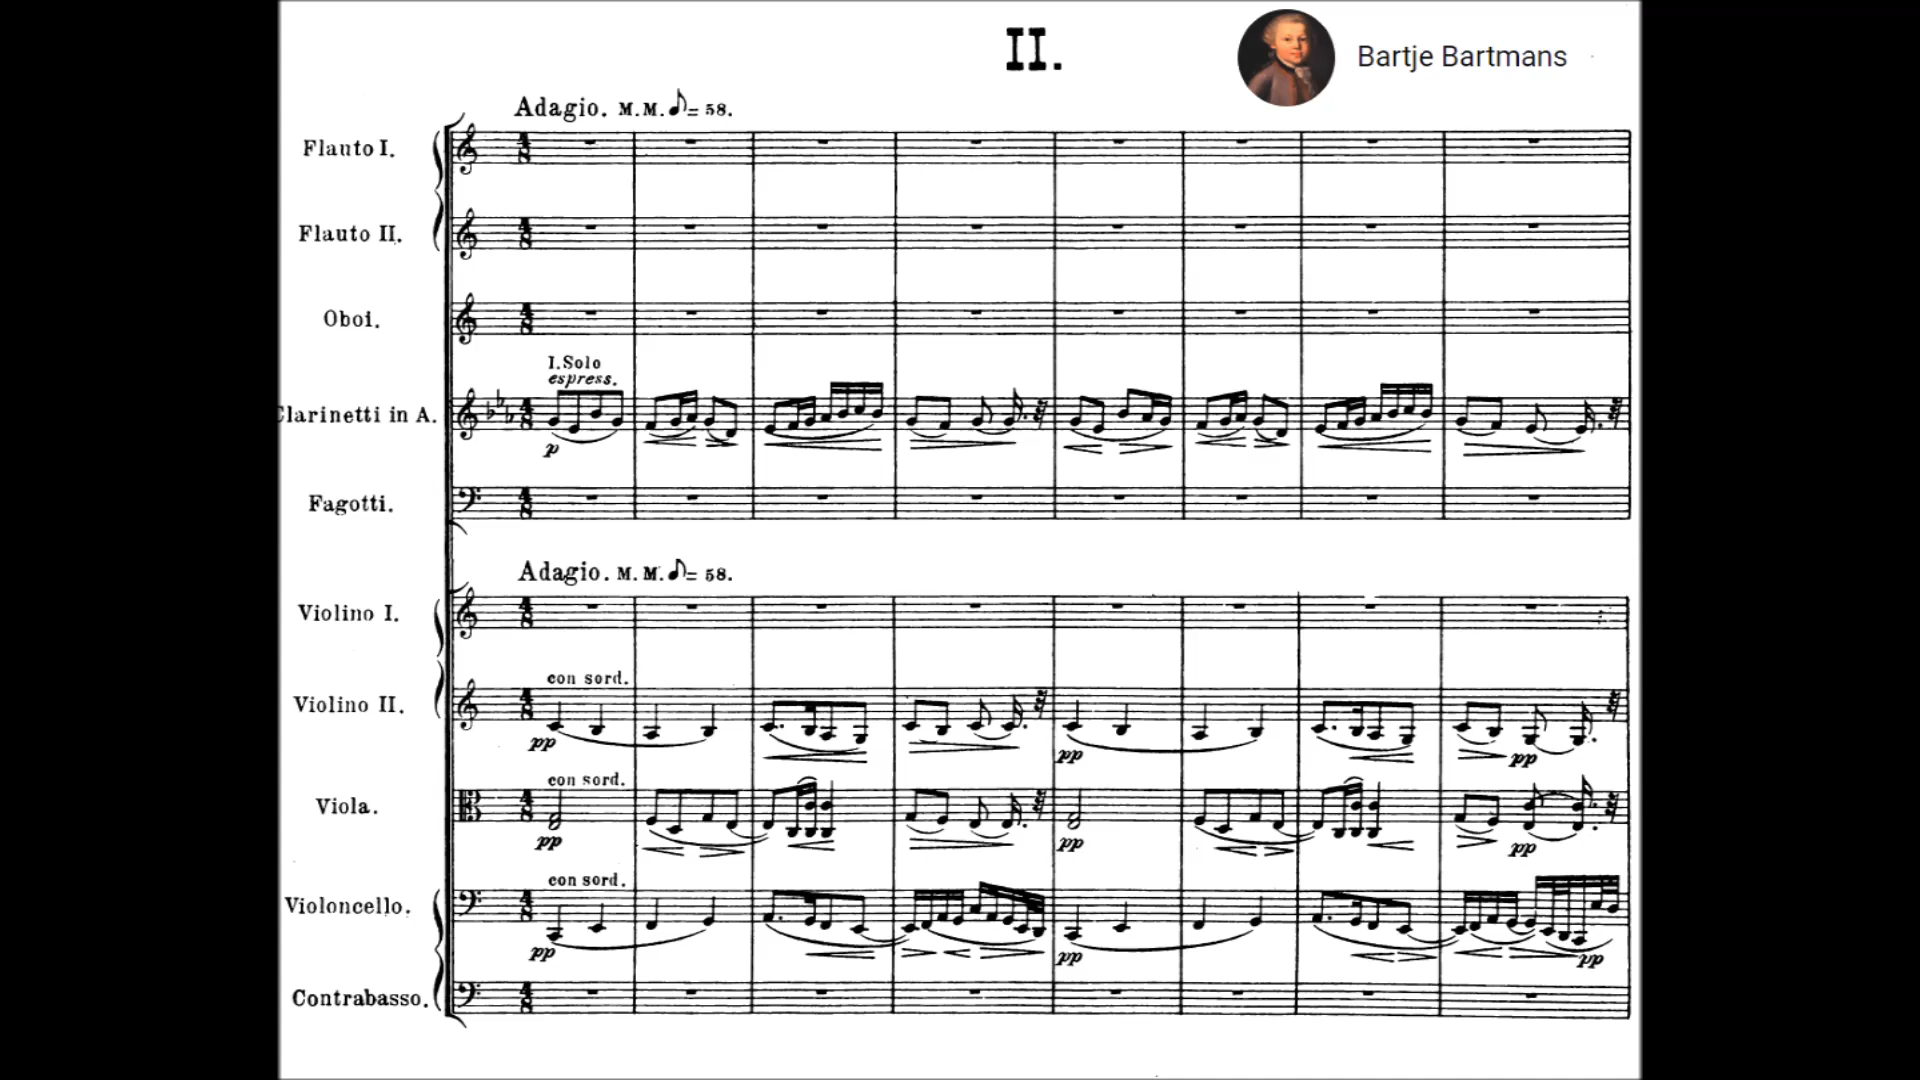 II.
Bartje Bartmans
Adagio. M.M.♪= 58.
Flauto I.
Flauto II.
Oboi.
I. Solo
espress.
Clarinetti in A.
p
Fagotti.
Adagio. M.M.♪= 58.
Violino I.
con sord.
Violino II.
pp pp pp
con sord.
Viola.
pp pp pp
con sord.
Violoncello.
pp pp pp
Contrabasso.